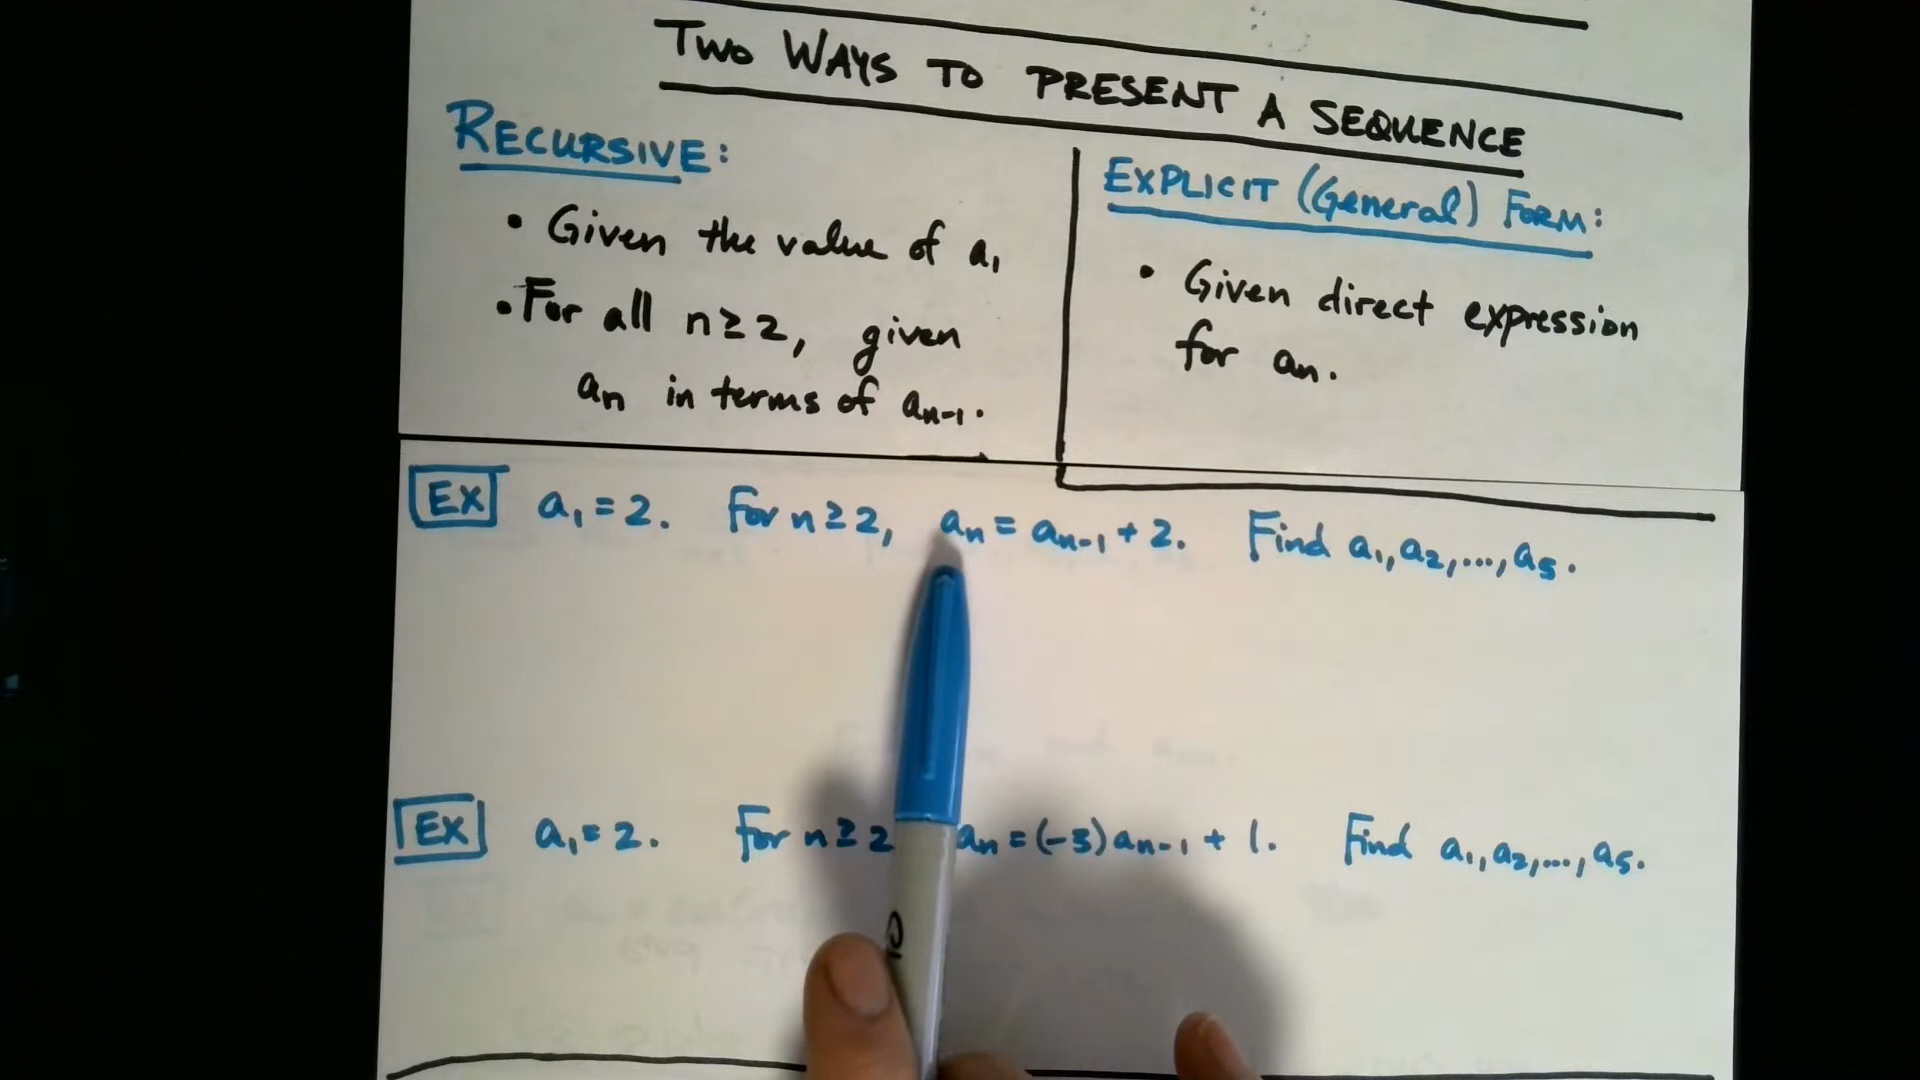 TWO WAYS TO PRESENT A SEQUENCE
RECURSIVE:
• Given the value of a₁
• For all n≥2, given
aₙ in terms of aₙ₋₁.
EXPLICIT (General) FORM:
• Given direct expression
for aₙ.
EX a₁=2. For n≥2, aₙ = aₙ₋₁ + 2. Find a₁, a₂, ..., a₅.
EX a₁=2. For n≥2 aₙ = (-3)aₙ₋₁ + 1. Find a₁, a₂, ..., a₅.